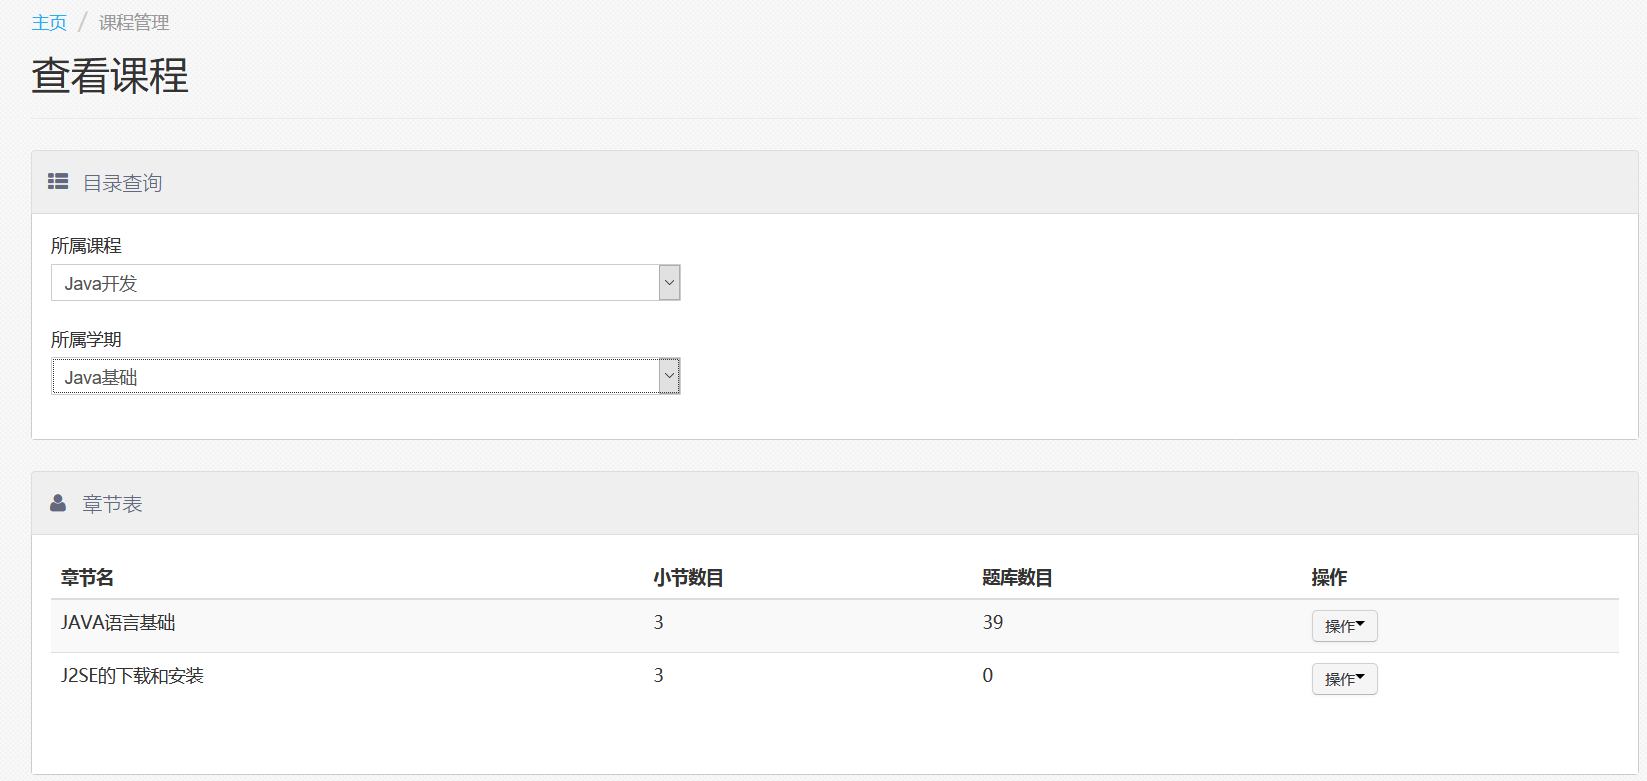 主页 / 课程管理
查看课程
目录查询
所属课程
Java开发
所属学期
Java基础
章节表
章节名 小节数目 题库数目 操作
JAVA语言基础 3 39 操作
J2SE的下载和安装 3 0 操作